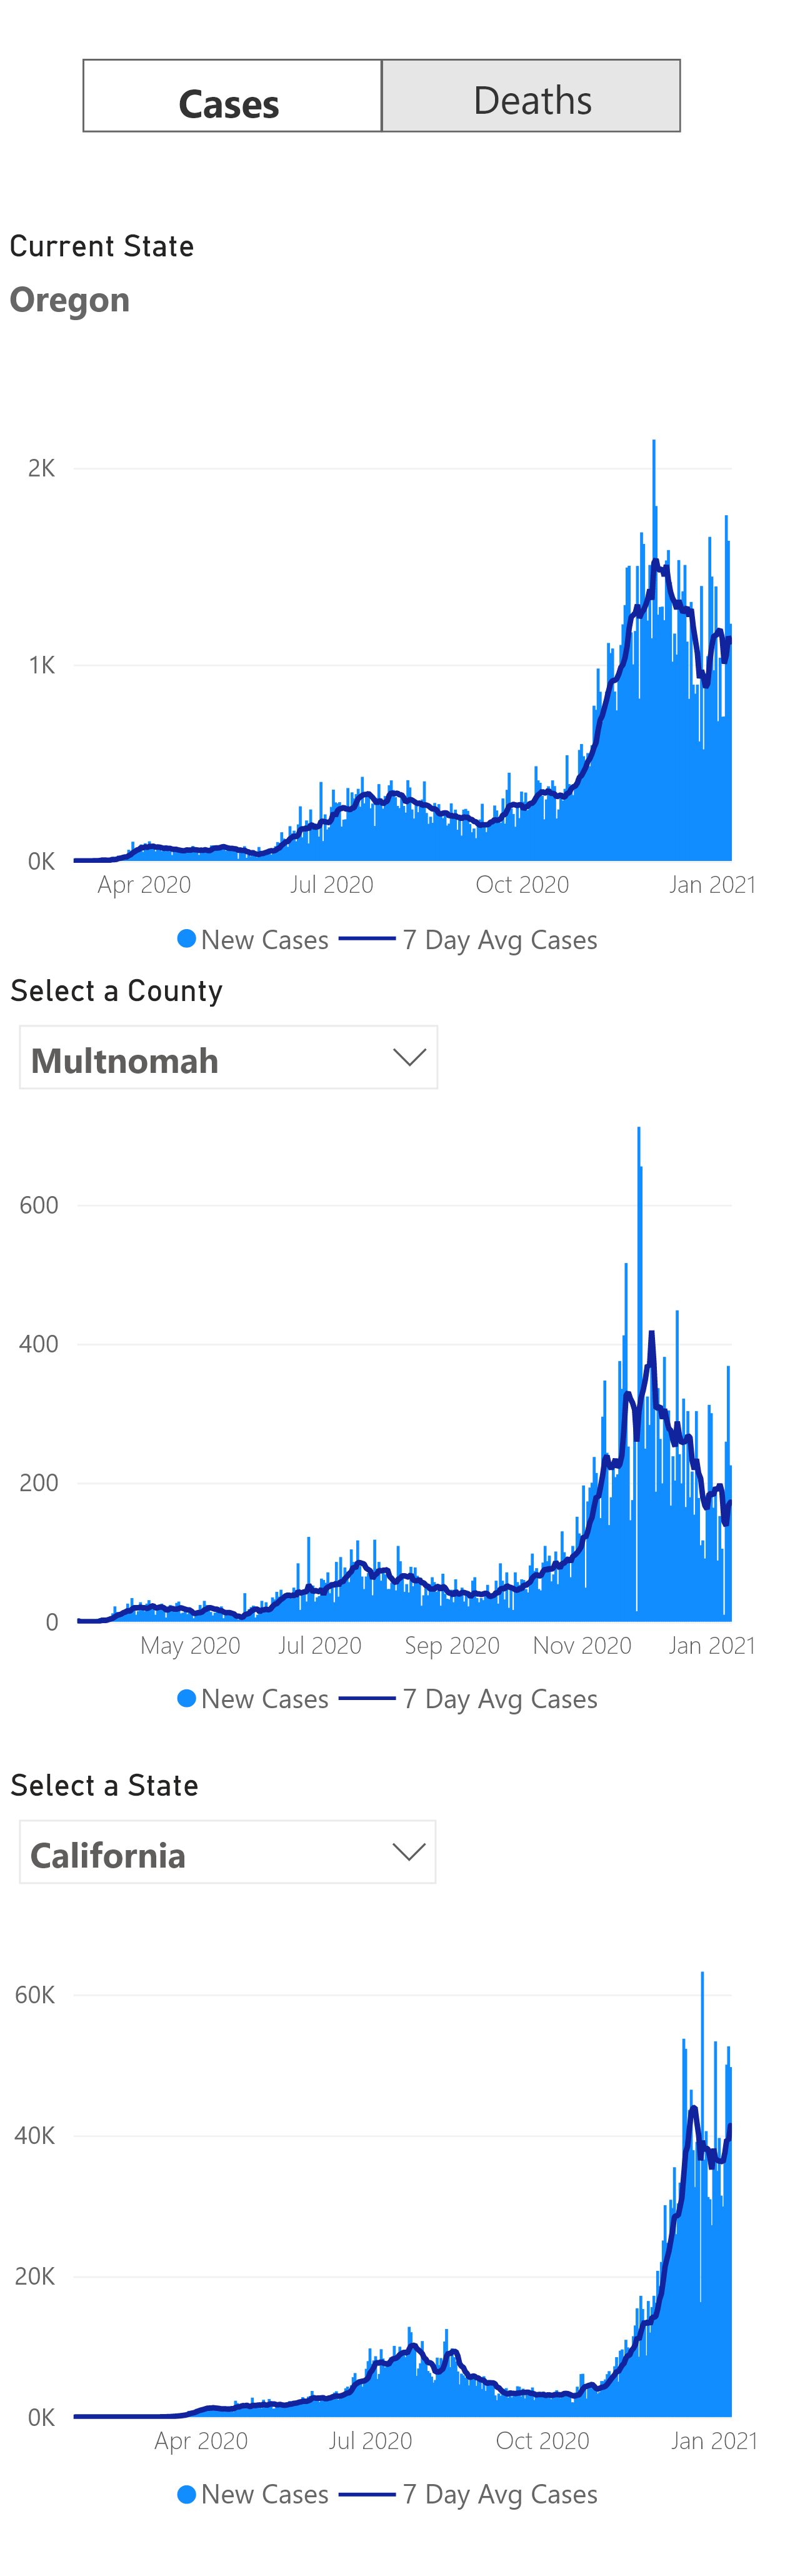 Cases Deaths
Current State
Oregon
2K
1K
0K
Apr 2020 Jul 2020 Oct 2020 Jan 2021
New Cases 7 Day Avg Cases
Select a County
Multnomah
600
400
200
0
May 2020 Jul 2020 Sep 2020 Nov 2020 Jan 2021
New Cases 7 Day Avg Cases
Select a State
California
60K
40K
20K
0K
Apr 2020 Jul 2020 Oct 2020 Jan 2021
New Cases 7 Day Avg Cases